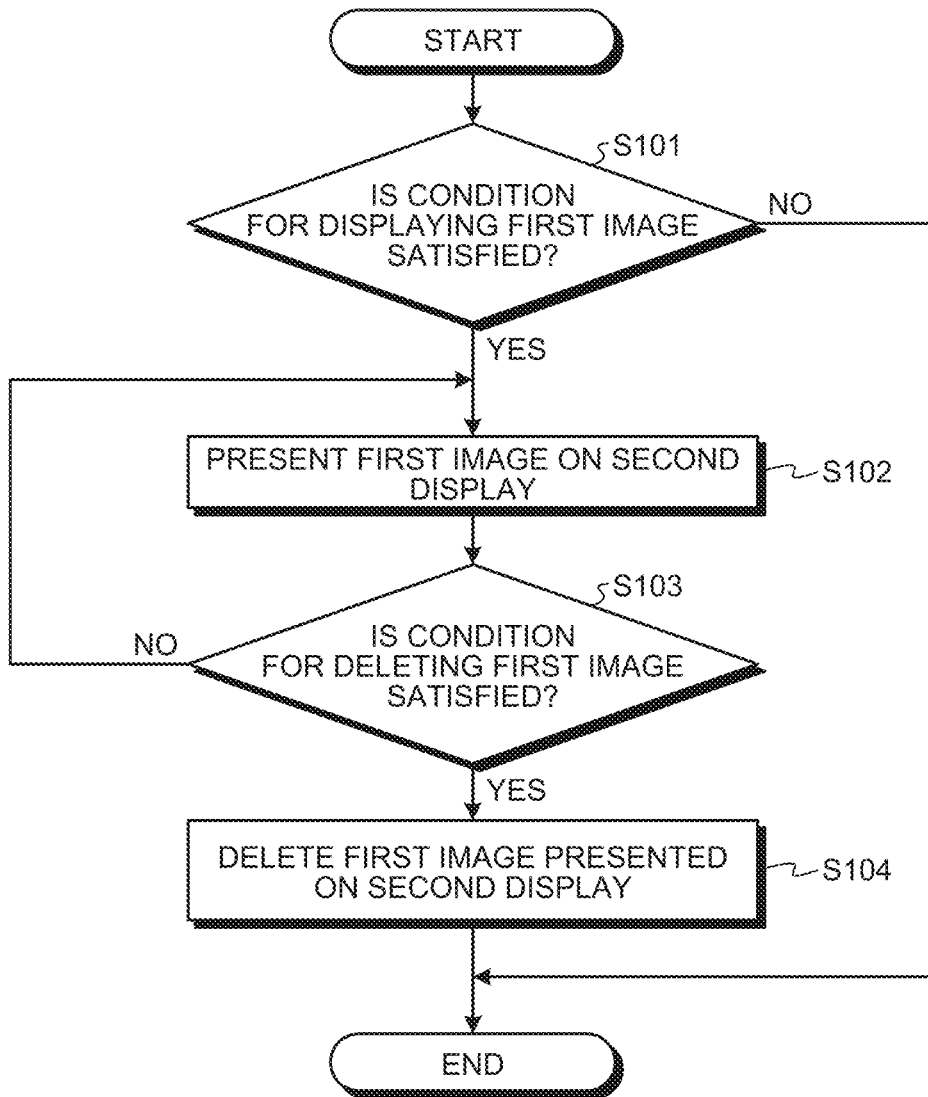 START
S101
IS CONDITION
FOR DISPLAYING FIRST IMAGE
SATISFIED?
NO
YES
PRESENT FIRST IMAGE ON SECOND
DISPLAY
S102
S103
IS CONDITION
FOR DELETING FIRST IMAGE
SATISFIED?
NO
YES
DELETE FIRST IMAGE PRESENTED
ON SECOND DISPLAY
S104
END